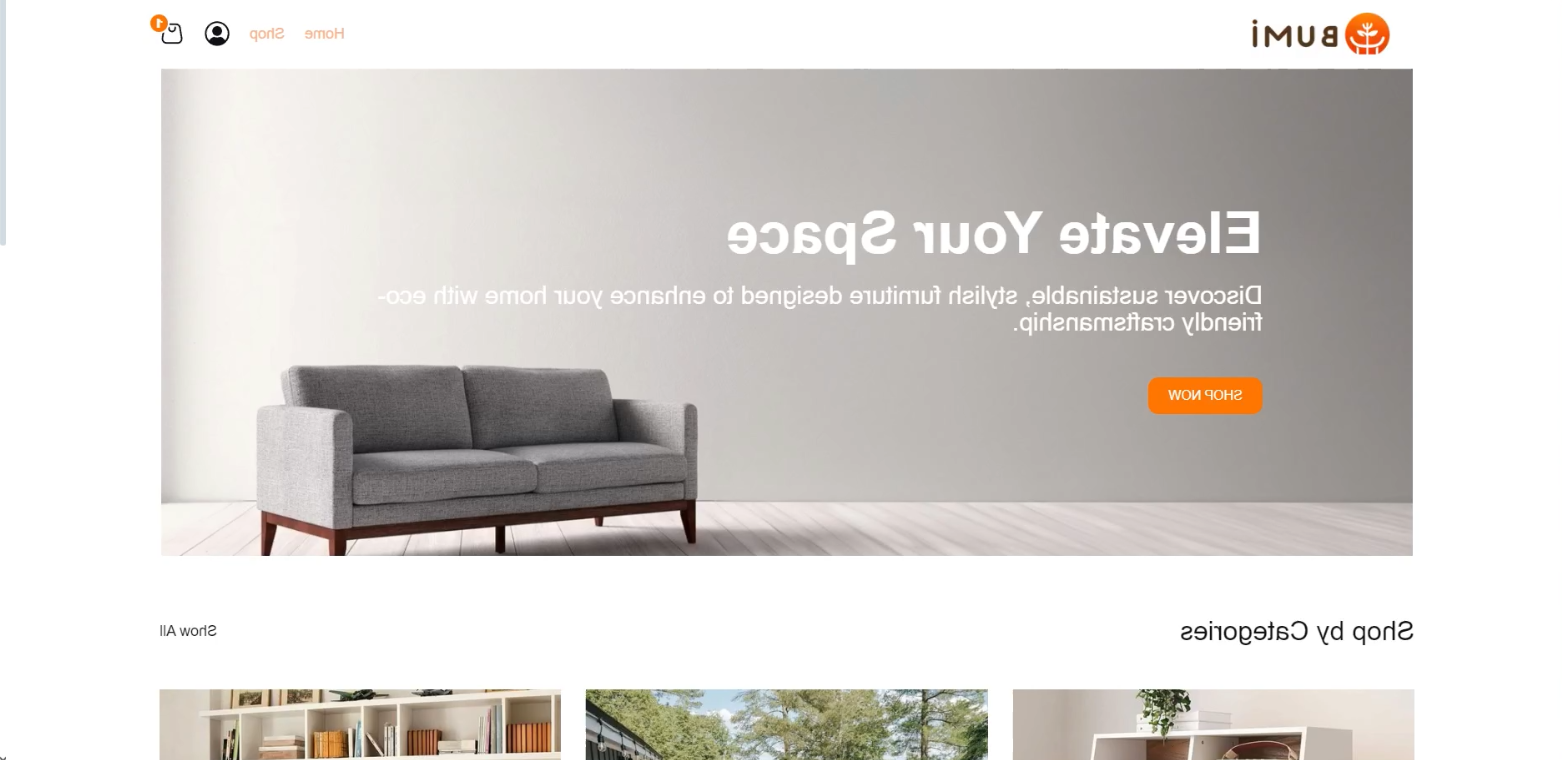 BUMi
Home
Shop
1
Elevate Your Space
Discover sustainable, stylish furniture designed to enhance your home with eco-
friendly craftsmanship.
SHOP NOW
Shop by Categories
Show All